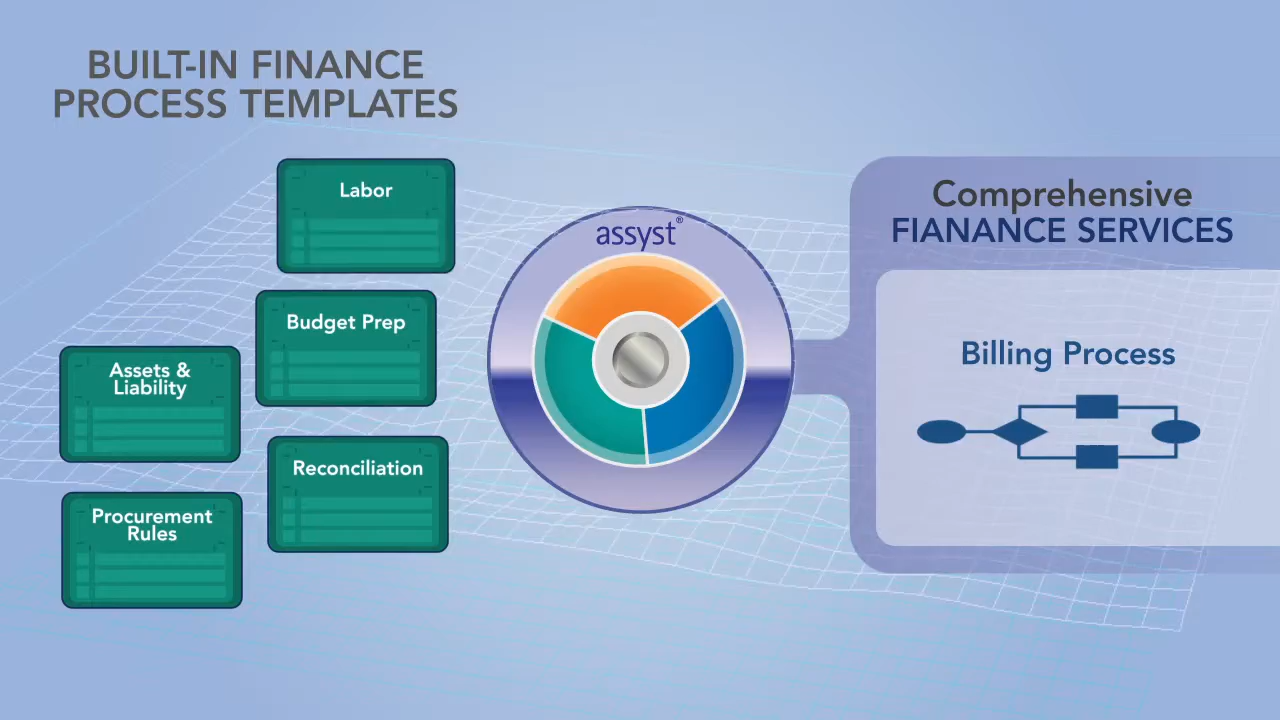 BUILT-IN FINANCE
PROCESS TEMPLATES
Labor
Budget Prep
Assets &
Liability
Reconciliation
Procurement
Rules
assyst®
Comprehensive
FIANANCE SERVICES
Billing Process